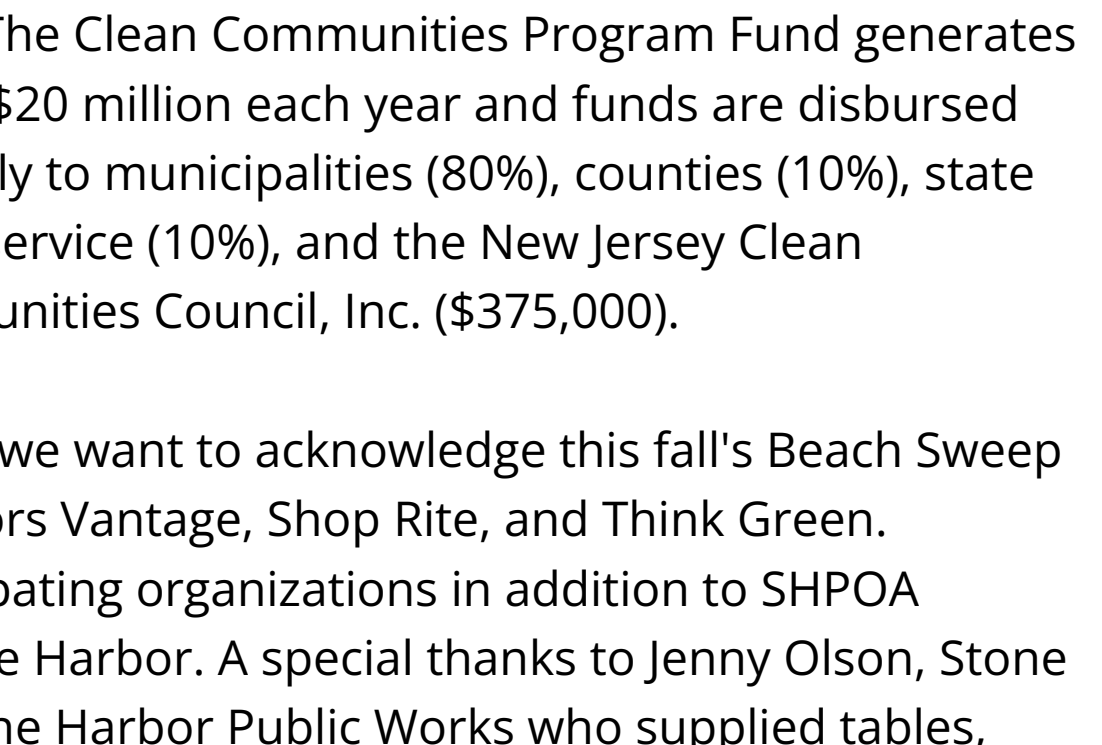 The Clean Communities Program Fund generates
$20 million each year and funds are disbursed
ly to municipalities (80%), counties (10%), state
ervice (10%), and the New Jersey Clean
unities Council, Inc. ($375,000).
we want to acknowledge this fall's Beach Sweep
ors Vantage, Shop Rite, and Think Green.
pating organizations in addition to SHPOA
e Harbor. A special thanks to Jenny Olson, Stone
ne Harbor Public Works who supplied tables,